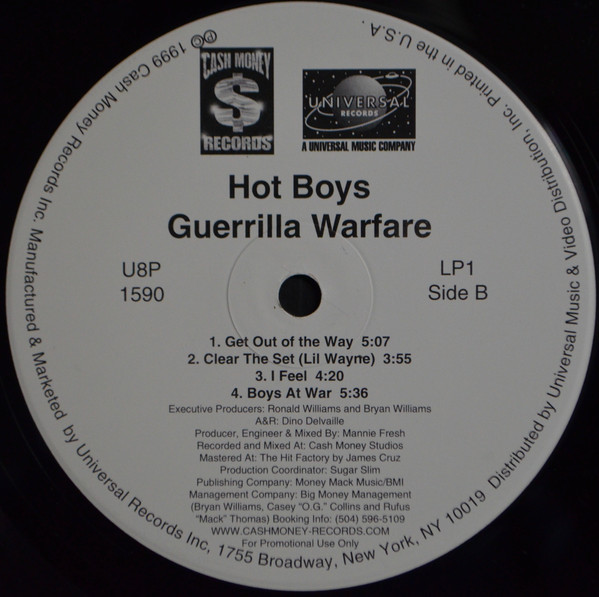 CASH MONEY
$
RECORDS
UNIVERSAL
RECORDS
A UNIVERSAL MUSIC COMPANY
Hot Boys
Guerrilla Warfare
U8P
1590
LP1
Side B
1. Get Out of the Way 5:07
2. Clear The Set (Lil Wayne) 3:55
3. I Feel 4:20
4. Boys At War 5:36
Executive Producers: Ronald Williams and Bryan Williams
A&R: Dino Delvaille
Producer, Engineer & Mixed By: Mannie Fresh
Recorded and Mixed At: Cash Money Studios
Mastered At: The Hit Factory by James Cruz
Production Coordinator: Sugar Slim
Publishing Company: Money Mack Music/BMI
Management Company: Big Money Management
(Bryan Williams, Casey "O.G." Collins and Rufus
"Mack" Thomas) Booking Info: (504) 596-5109
WWW.CASHMONEY-RECORDS.COM
For Promotional Use Only
℗© 1999 Cash Money Records Inc. Manufactured & Marketed by Universal Records Inc, 1755 Broadway, New York, NY 10019 Distributed by Universal Music & Video Distribution, Inc. Printed in the U.S.A.